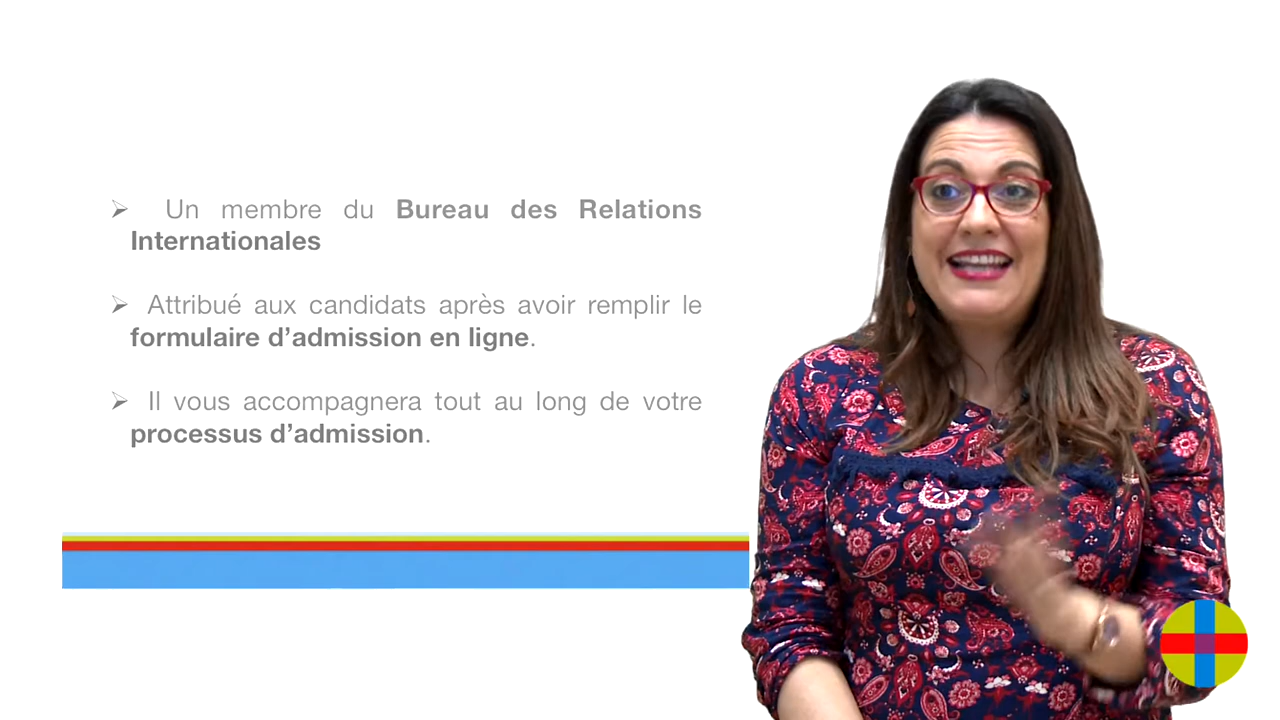 ➢ Un membre du Bureau des Relations
Internationales
➢ Attribué aux candidats après avoir remplir le
formulaire d’admission en ligne.
➢ Il vous accompagnera tout au long de votre
processus d’admission.